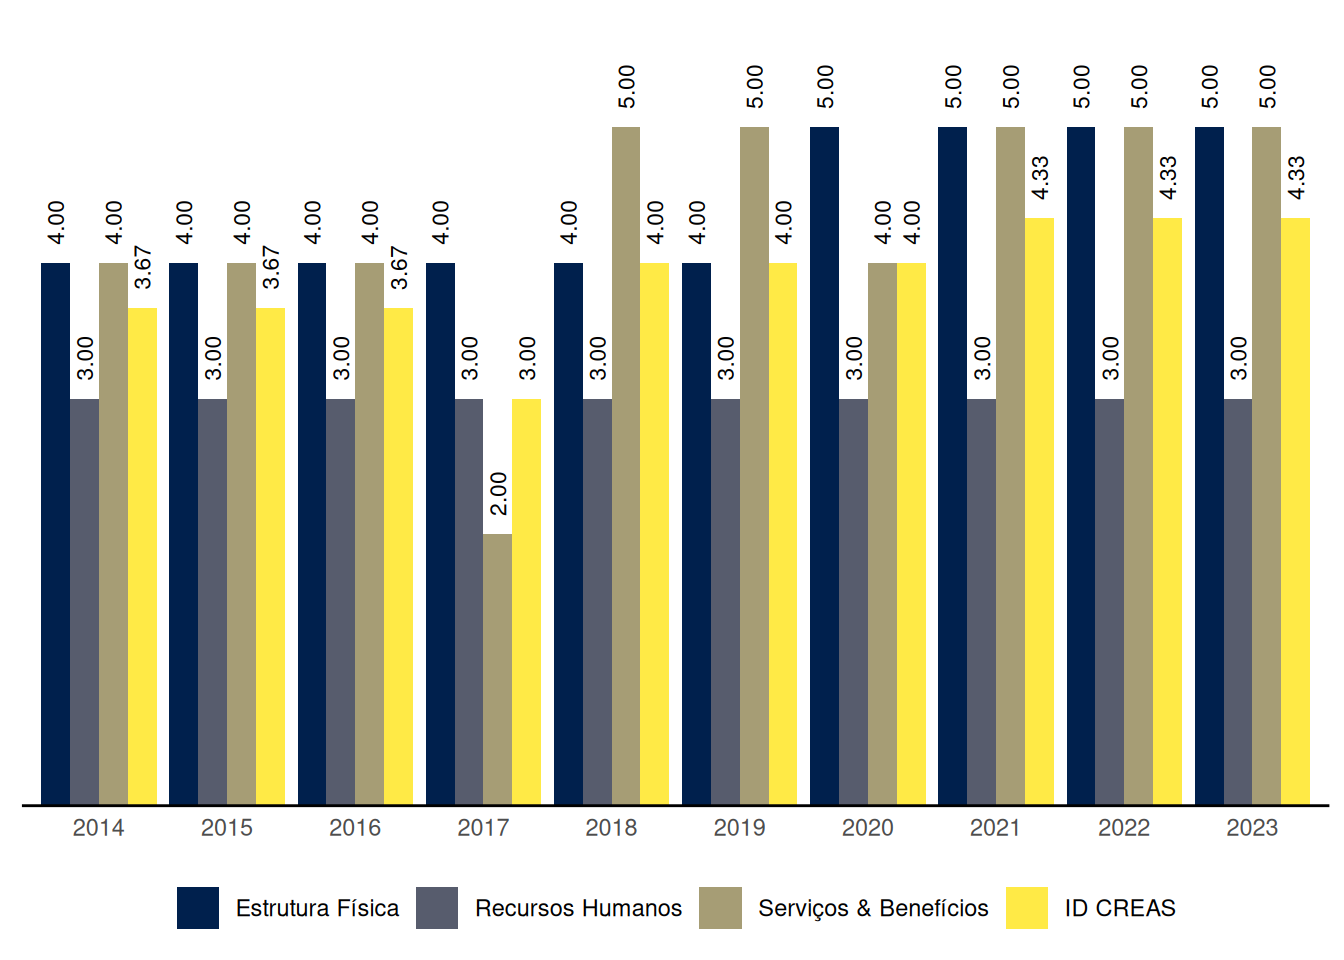 5.00 5.00 5.00 5.00 5.00 5.00 5.00 5.00 5.00
4.33 4.33 4.33
4.00 4.00 4.00 4.00 4.00 4.00 4.00 4.00 4.00 4.00 4.00 4.00 4.00
3.67 3.67 3.67
3.00 3.00 3.00 3.00 3.00 3.00 3.00 3.00 3.00 3.00 3.00
2.00
2014 2015 2016 2017 2018 2019 2020 2021 2022 2023
Estrutura Física Recursos Humanos Serviços & Benefícios ID CREAS